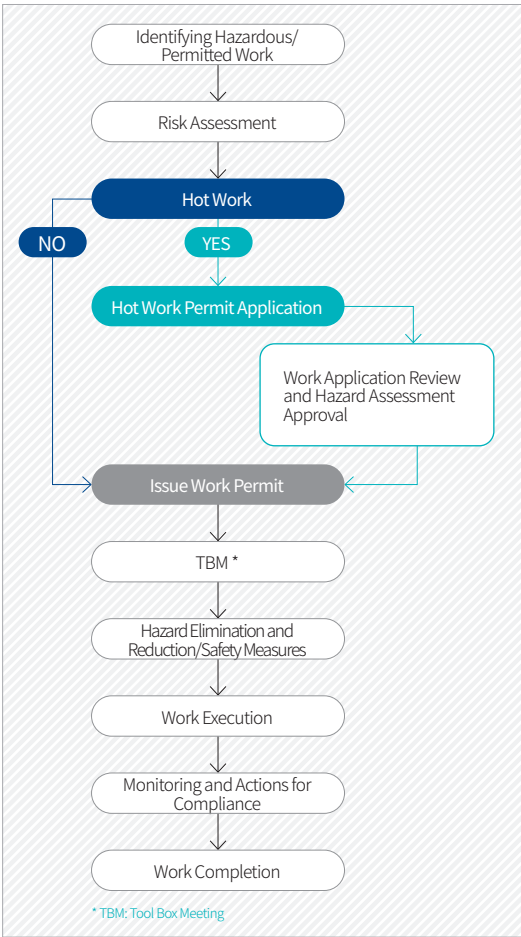 Identifying Hazardous/
Permitted Work
Risk Assessment
Hot Work
NO
YES
Hot Work Permit Application
Work Application Review
and Hazard Assessment
Approval
Issue Work Permit
TBM *
Hazard Elimination and
Reduction/Safety Measures
Work Execution
Monitoring and Actions for
Compliance
Work Completion
* TBM: Tool Box Meeting